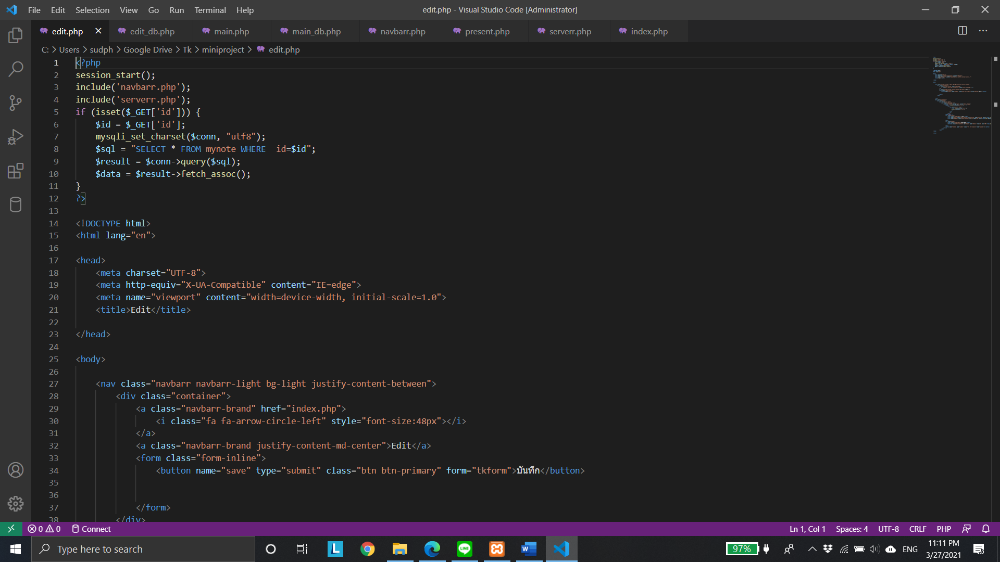 File Edit Selection View Go Run Terminal Help
edit.php - Visual Studio Code [Administrator]
edit.php edit_db.php main.php main_db.php navbarr.php present.php serverr.php index.php
C: > Users > sudph > Google Drive > Tk > miniproject > edit.php
1 <?php
2 session_start();
3 include('navbarr.php');
4 include('serverr.php');
5 if (isset($_GET['id'])) {
6 $id = $_GET['id'];
7 mysqli_set_charset($conn, "utf8");
8 $sql = "SELECT * FROM mynote WHERE  id=$id";
9 $result = $conn->query($sql);
10 $data = $result->fetch_assoc();
11 }
12 ?>
13
14 <!DOCTYPE html>
15 <html lang="en">
16
17 <head>
18 <meta charset="UTF-8">
19 <meta http-equiv="X-UA-Compatible" content="IE=edge">
20 <meta name="viewport" content="width=device-width, initial-scale=1.0">
21 <title>Edit</title>
22
23 </head>
24
25 <body>
26
27 <nav class="navbarr navbarr-light bg-light justify-content-between">
28 <div class="container">
29 <a class="navbarr-brand" href="index.php">
30 <i class="fa fa-arrow-circle-left" style="font-size:48px"></i>
31 </a>
32 <a class="navbarr-brand justify-content-md-center">Edit</a>
33 <form class="form-inline">
34 <button name="save" type="submit" class="btn btn-primary" form="tkform">บันทึก</button>
35
36
37 </form>
38 </div>
0 0 Connect
Ln 1, Col 1 Spaces: 4 UTF-8 CRLF PHP
Type here to search
97% ENG
11:11 PM
3/27/2021